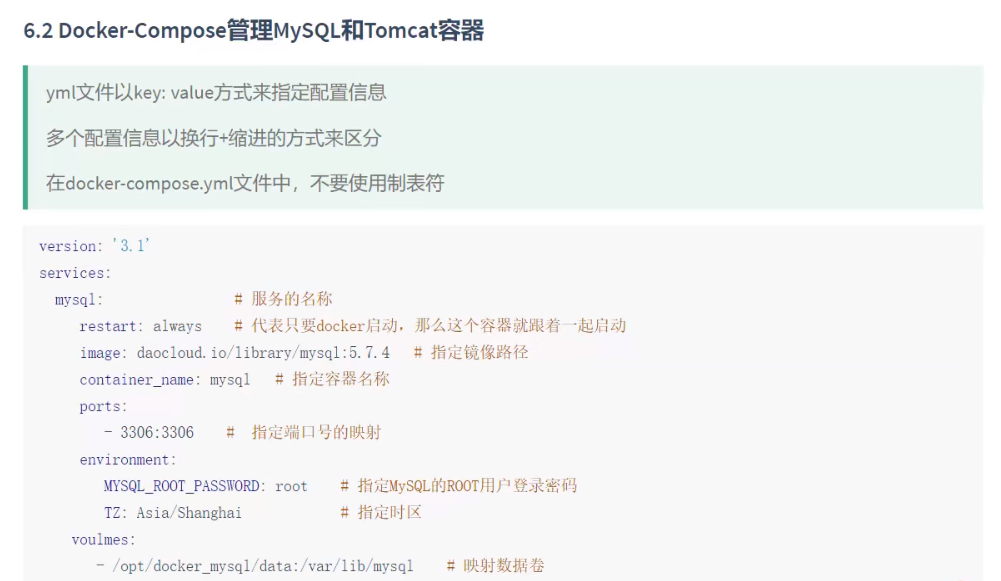 6.2 Docker-Compose管理MySQL和Tomcat容器
yml文件以key: value方式来指定配置信息
多个配置信息以换行+缩进的方式来区分
在docker-compose.yml文件中，不要使用制表符
version: '3.1'
services:
  mysql:                # 服务的名称
     restart: always    # 代表只要docker启动，那么这个容器就跟着一起启动
     image: daocloud.io/library/mysql:5.7.4   # 指定镜像路径
     container_name: mysql   # 指定容器名称
     ports:
        - 3306:3306    #  指定端口号的映射
     environment:
        MYSQL_ROOT_PASSWORD: root    # 指定MySQL的ROOT用户登录密码
        TZ: Asia/Shanghai            # 指定时区
    voulmes:
       - /opt/docker_mysql/data:/var/lib/mysql    # 映射数据卷